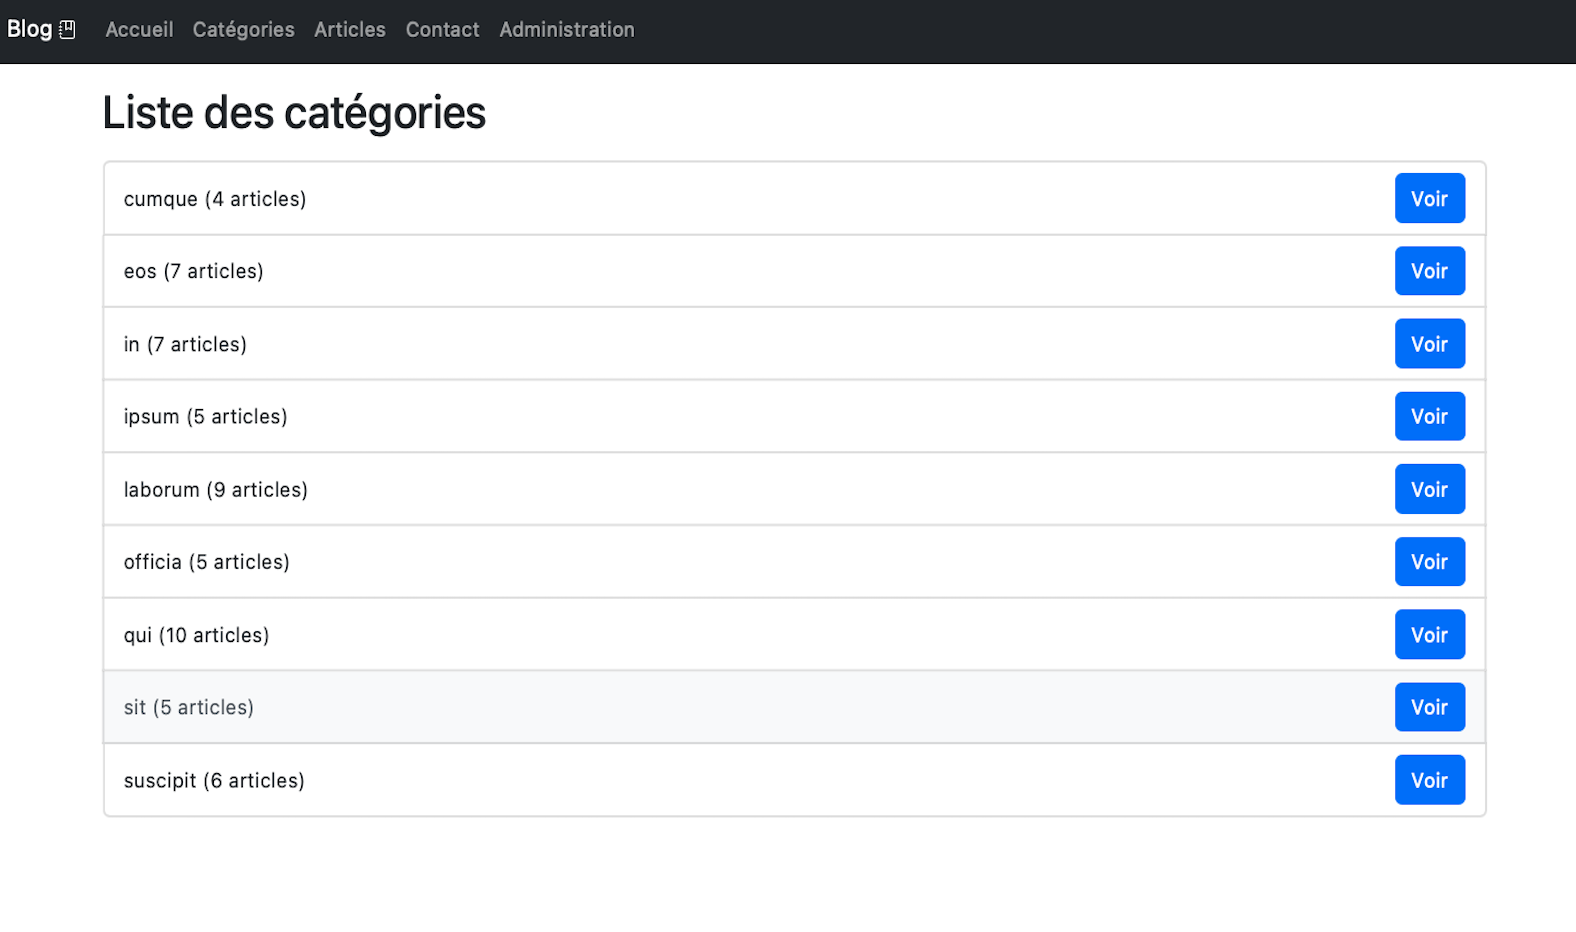 Blog Accueil Catégories Articles Contact Administration
Liste des catégories
cumque (4 articles) Voir
eos (7 articles) Voir
in (7 articles) Voir
ipsum (5 articles) Voir
laborum (9 articles) Voir
officia (5 articles) Voir
qui (10 articles) Voir
sit (5 articles) Voir
suscipit (6 articles) Voir